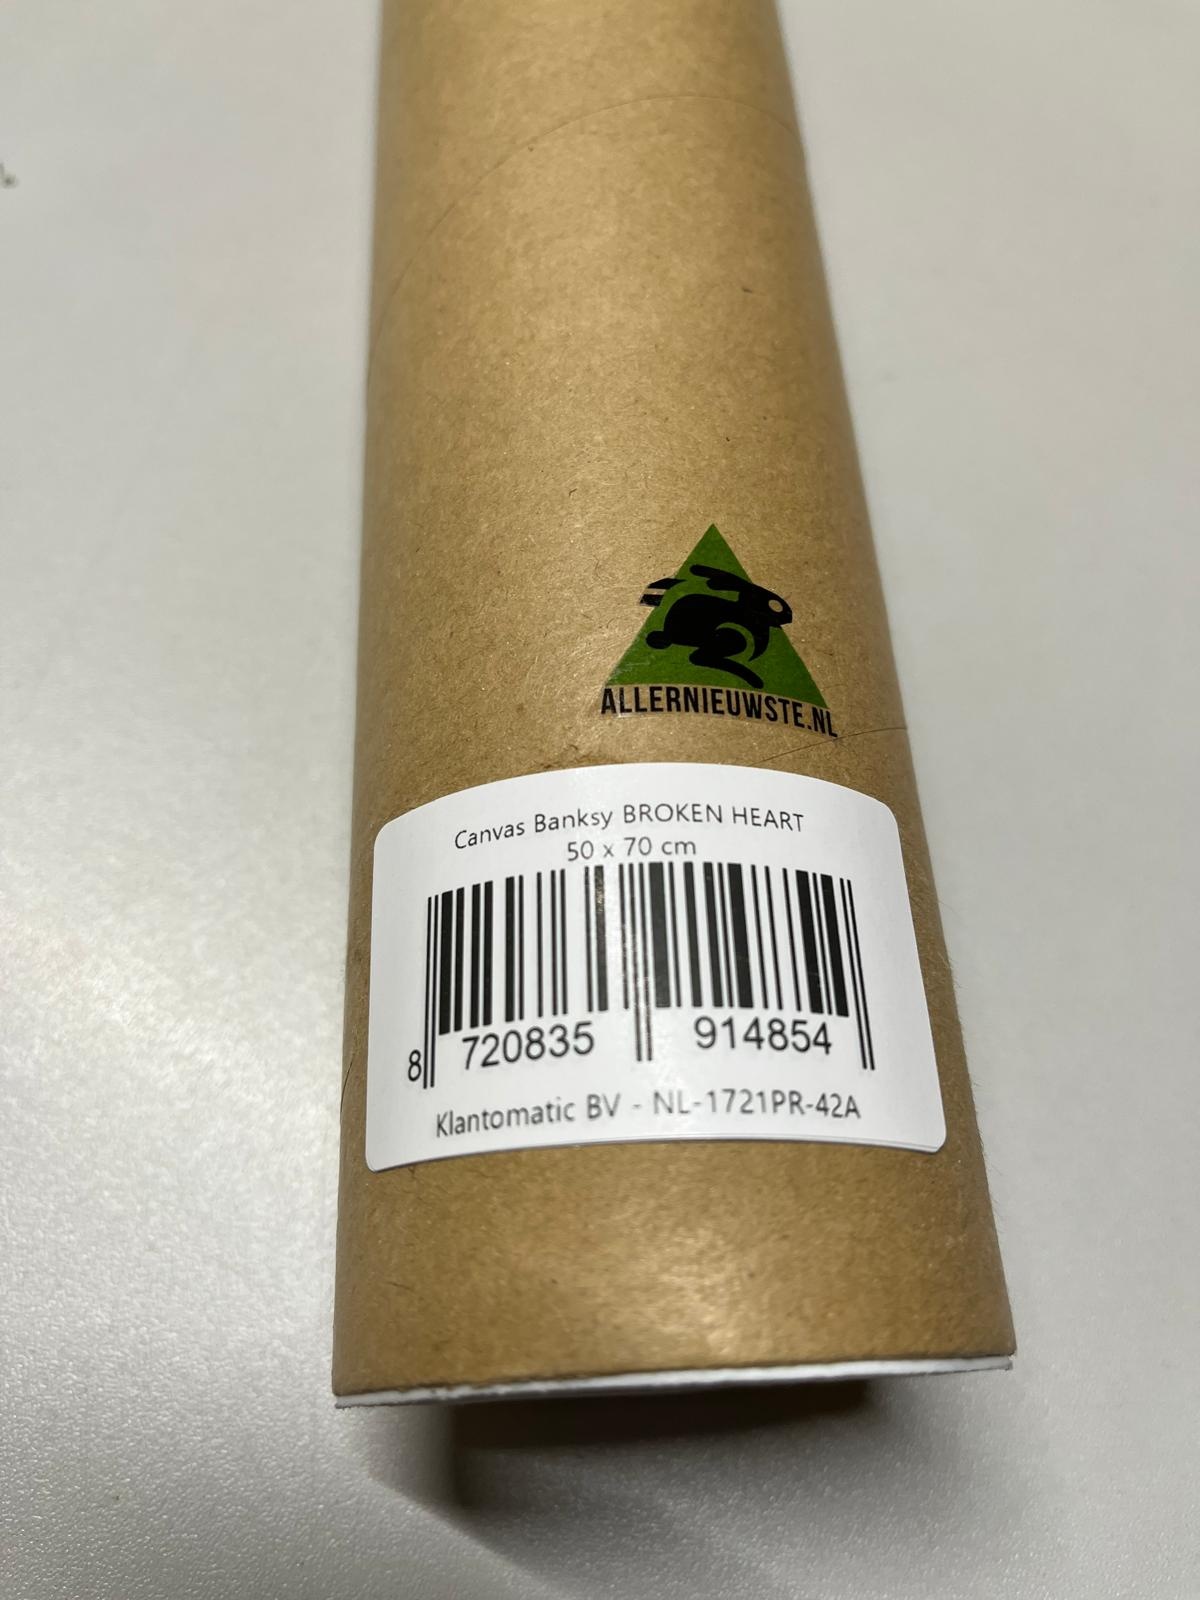 ALLERNIEUWSTE.NL
Canvas Banksy BROKEN HEART
50 x 70 cm
8 720835 914854
Klantomatic BV - NL-1721PR-42A